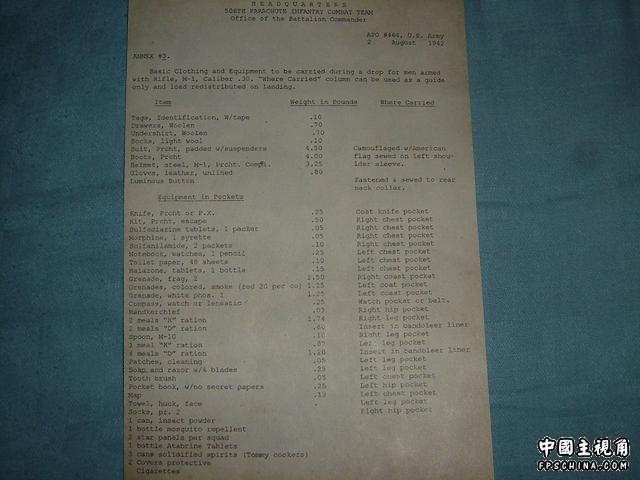 HEADQUARTERS
506TH PARACHUTE INFANTRY COMBAT TEAM
Office of the Battalion Commander
APO #464, U.S. Army
2 August 1942
ANNEX #3.
Basic Clothing and Equipment to be carried during a drop for men armed
with Rifle, M-1, Caliber .30. "Where Carried" column can be used as a guide
only and load redistributed on landing.
Item Weight in Pounds Where Carried
Tags, Identification, W/tape .10
Drawers, Woolen .70
Undershirt, Woolen .70
Socks, light wool .10
Suit, Prcht, padded w/suspenders 4.50 Camouflaged w/American
Boots, Prcht 4.00 flag sewed on left shou-
Helmet, steel, M-1, Prcht. Compl. 3.25 lder sleeve.
Gloves, leather, unlined .80
Luminous Button Fastened & sewed to rear
neck collar.
Equipment in Pockets
Knife, Prcht or P.X. .25 Coat knife pocket
Kit, Prcht, escape .50 Right chest pocket
Sulfadiazine tablets, 1 packet .05 Right chest pocket
Morphine, 1 syrette .05 Right chest pocket
Sulfanilamide, 2 packets .10 Right chest pocket
Notebook, watches, 1 pencil .25 Left chest pocket
Toilet paper, 48 sheets .10 Left chest pocket
Halazone, tablets, 1 bottle .15 Left chest pocket
Grenade, frag, 1.50 Right coat pocket
Grenades, colored, smoke (red 20 per co) 1.25 Left coat pocket
Grenade, white phos. 1 1.25 Left coat pocket
Compass, watch or lensatic .25 Watch pocket or belt.
Handkerchief .03 Right hip pocket
2 meals "K" ration 1.74 Right leg pocket
2 meals "D" ration .60 Insert in bandoleer liner
Spoon, M-10 .10 Right leg pocket
1 meal "K" ration Left leg pocket
4 meals "D" ration 1.20 Insert in bandoleer liner
Patches, cleaning .05 Left leg pocket
Soap and razor w/4 blades .25 Left leg pocket
Tooth brush .05 Left chest pocket
Pocket book, w/no secret papers .25 Left hip pocket
Map Left chest pocket
Towel, huck, face Left leg pocket
Socks, pr. 2 Right hip pocket
1 can, insect powder
1 bottle mosquito repellent
2 star panels per squad
1 bottle Atabrine Tablets
3 cans solidified spirits (Tommy cookers)
2 Covers protective
Cigarettes
中國主視角
FPSCHINA.COM